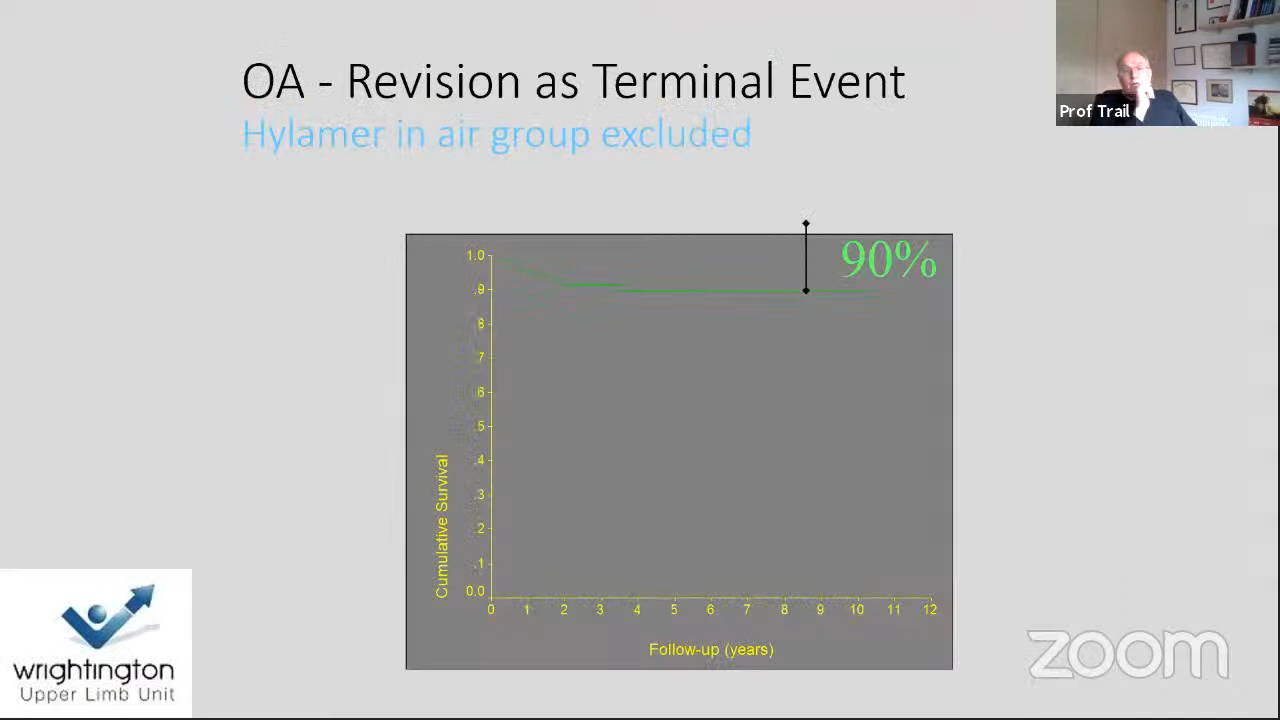 OA - Revision as Terminal Event
Hylamer in air group excluded
Prof Trail
90%
1.0
.9
.8
.7
.6
.5
.4
.3
.2
.1
0.0
Cumulative Survival
0 1 2 3 4 5 6 7 8 9 10 11 12
Follow-up (years)
wrightington
Upper Limb Unit
zoom